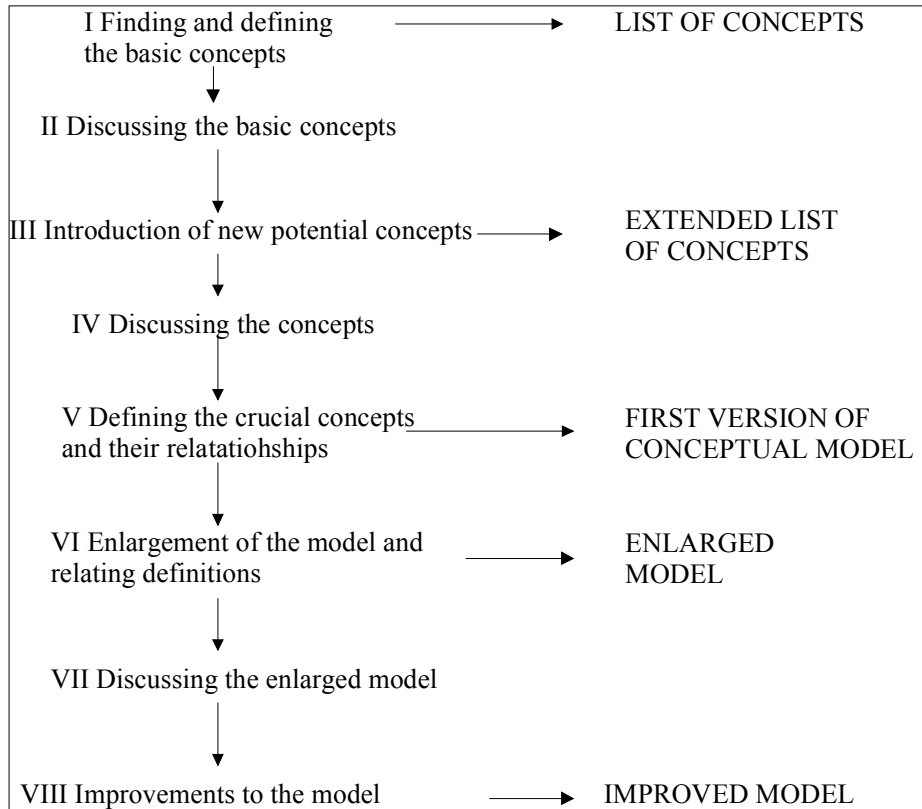 I Finding and defining
the basic concepts
LIST OF CONCEPTS
II Discussing the basic concepts
III Introduction of new potential concepts
EXTENDED LIST
OF CONCEPTS
IV Discussing the concepts
V Defining the crucial concepts
and their relatatiohships
FIRST VERSION OF
CONCEPTUAL MODEL
VI Enlargement of the model and
relating definitions
ENLARGED
MODEL
VII Discussing the enlarged model
VIII Improvements to the model
IMPROVED MODEL